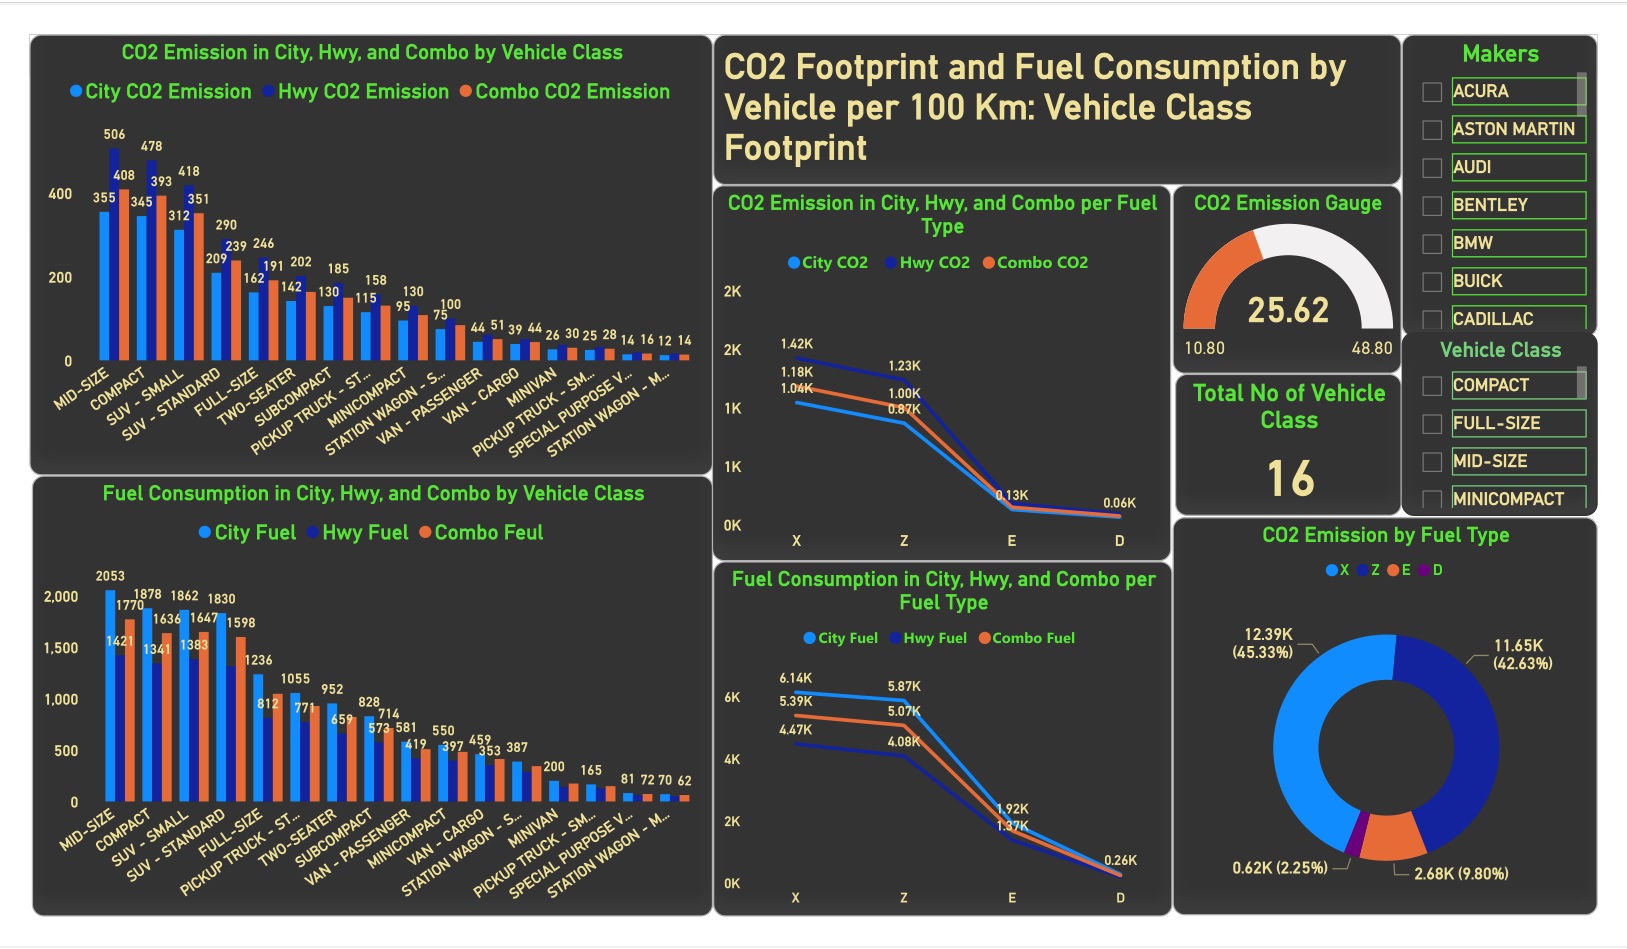 CO2 Emission in City, Hwy, and Combo by Vehicle Class
City CO2 Emission Hwy CO2 Emission Combo CO2 Emission
506
478
408
418
393
355
345
351
312
400
290
239
246
209
191
202
162
185
142
158
130
115
130
95
100
75
200
44 51 39 44 26 30 25 28 14 16 12 14
0
MID-SIZE
COMPACT
SUV - SMALL
SUV - STANDARD
FULL-SIZE
TWO-SEATER
SUBCOMPACT
PICKUP TRUCK - ST...
MINICOMPACT
STATION WAGON - S...
VAN - PASSENGER
VAN - CARGO
MINIVAN
PICKUP TRUCK - SM...
SPECIAL PURPOSE V...
STATION WAGON - M...
Fuel Consumption in City, Hwy, and Combo by Vehicle Class
City Fuel Hwy Fuel Combo Feul
2053
1878 1862 1830
1770
1636 1647
1598
1421
1341 1383
2,000
1,500
1,000
500
0
1236
1055
952
812
771
828
659
714
573
581
550
419
397
459
353
387
200 165 81 72 70 62
MID-SIZE
COMPACT
SUV - SMALL
SUV - STANDARD
FULL-SIZE
PICKUP TRUCK - ST...
TWO-SEATER
SUBCOMPACT
VAN - PASSENGER
MINICOMPACT
VAN - CARGO
STATION WAGON - S...
MINIVAN
PICKUP TRUCK - SM...
SPECIAL PURPOSE V...
STATION WAGON - M...
CO2 Footprint and Fuel Consumption by
Vehicle per 100 Km: Vehicle Class
Footprint
CO2 Emission in City, Hwy, and Combo per Fuel
Type
City CO2 Hwy CO2 Combo CO2
2K
2K
1K
1K
0K
1.42K
1.18K
1.04K
1.23K
1.00K
0.87K
0.13K
0.06K
X Z E D
Fuel Consumption in City, Hwy, and Combo per
Fuel Type
City Fuel Hwy Fuel Combo Fuel
6K
4K
2K
0K
6.14K
5.39K
4.47K
5.87K
5.07K
4.08K
1.92K
1.37K
0.26K
X Z E D
CO2 Emission Gauge
25.62
10.80 48.80
Total No of Vehicle
Class
16
Makers
ACURA
ASTON MARTIN
AUDI
BENTLEY
BMW
BUICK
CADILLAC
Vehicle Class
COMPACT
FULL-SIZE
MID-SIZE
MINICOMPACT
CO2 Emission by Fuel Type
X Z E D
12.39K
(45.33%)
11.65K
(42.63%)
0.62K (2.25%)
2.68K (9.80%)